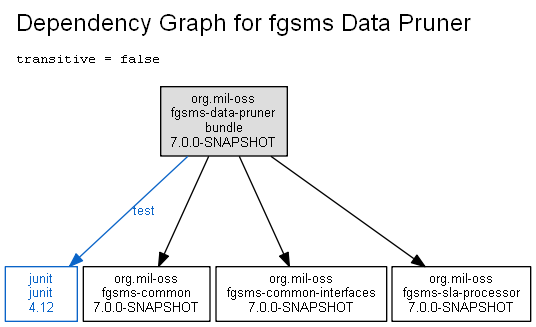 Dependency Graph for fgsms Data Pruner
transitive = false
org.mil-oss
fgsms-data-pruner
bundle
7.0.0-SNAPSHOT
test
junit
junit
4.12
org.mil-oss
fgsms-common
7.0.0-SNAPSHOT
org.mil-oss
fgsms-common-interfaces
7.0.0-SNAPSHOT
org.mil-oss
fgsms-sla-processor
7.0.0-SNAPSHOT